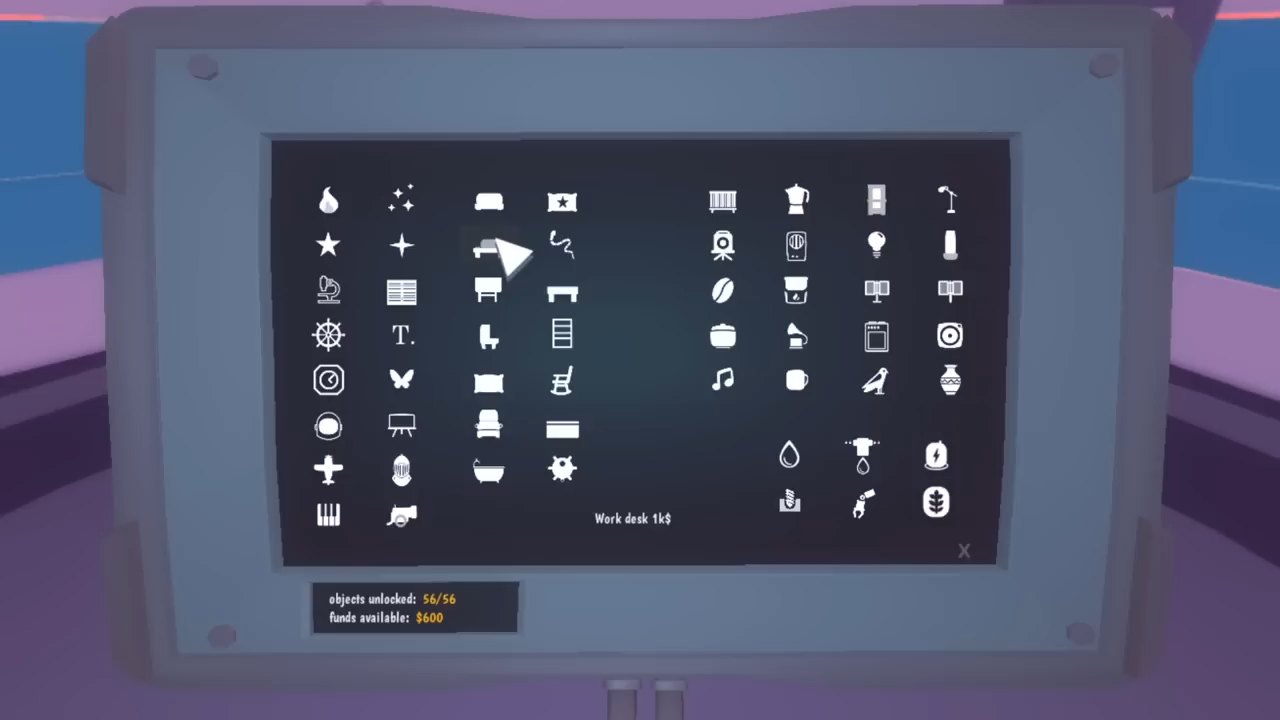 T.
Work desk 1k$
X
objects unlocked: 56/56
funds available: $600